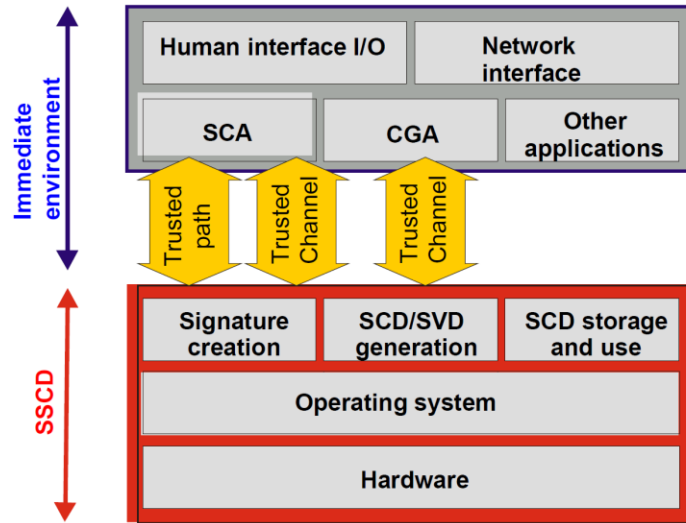 Immediate
environment
Human interface I/O
Network
interface
SCA
CGA
Other
applications
Trusted
path
Trusted
Channel
Trusted
Channel
SSCD
Signature
creation
SCD/SVD
generation
SCD storage
and use
Operating system
Hardware